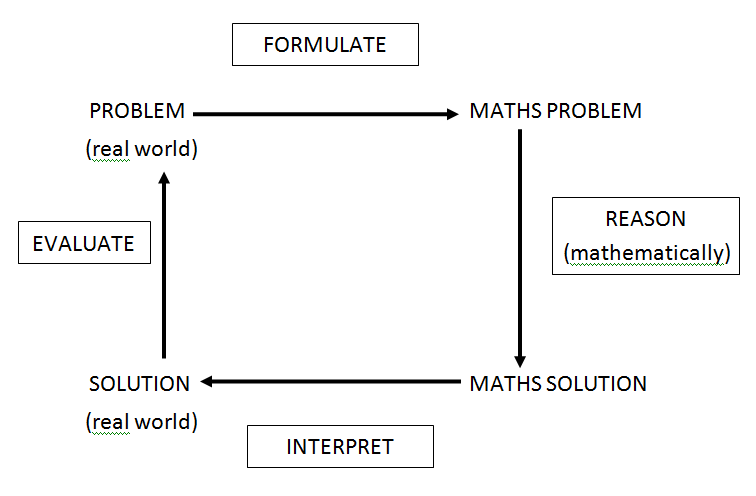 FORMULATE
PROBLEM
(real world)
MATHS PROBLEM
REASON
(mathematically)
EVALUATE
SOLUTION
(real world)
MATHS SOLUTION
INTERPRET